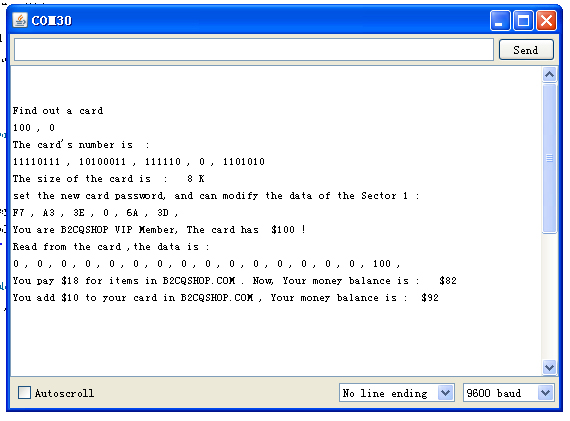 COM30
Send
Find out a card
100 , 0
The card's number is  :
11110111 , 10100011 , 111110 , 0 , 1101010
The size of the card is  :   8 K
set the new card password, and can modify the data of the Sector 1 :
F7 , A3 , 3E , 0 , 6A , 3D ,
You are B2CQSHOP VIP Member, The card has  $100 !
Read from the card ,the data is :
0 , 0 , 0 , 0 , 0 , 0 , 0 , 0 , 0 , 0 , 0 , 0 , 0 , 0 , 0 , 100 ,
You pay $18 for items in B2CQSHOP.COM . Now, Your money balance is :   $82
You add $10 to your card in B2CQSHOP.COM , Your money balance is :  $92
Autoscroll
No line ending
9600 baud